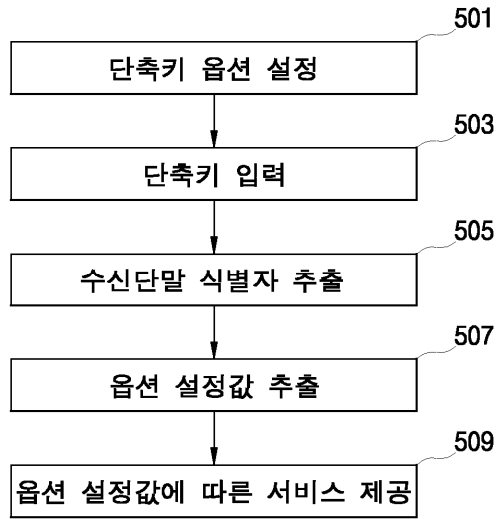 501
단축키 옵션 설정
503
단축키 입력
505
수신단말 식별자 추출
507
옵션 설정값 추출
509
옵션 설정값에 따른 서비스 제공